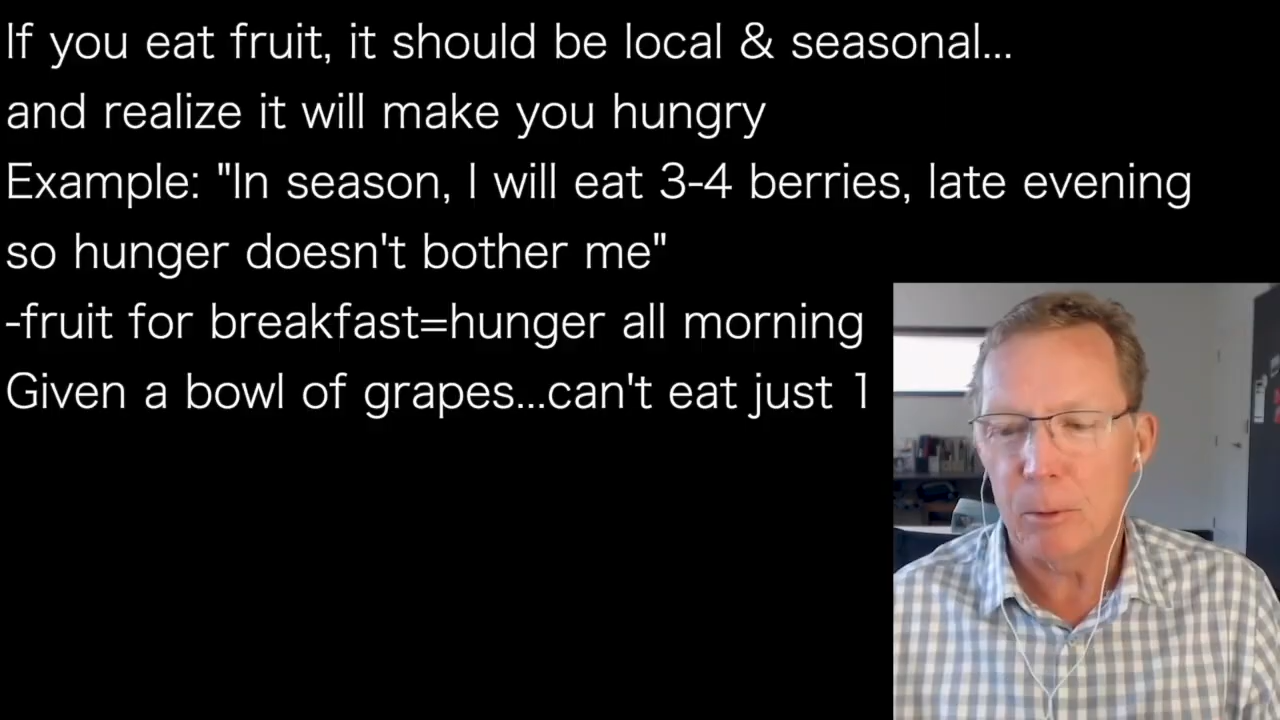 If you eat fruit, it should be local & seasonal...
and realize it will make you hungry
Example: "In season, I will eat 3-4 berries, late evening
so hunger doesn't bother me"
-fruit for breakfast=hunger all morning
Given a bowl of grapes...can't eat just 1